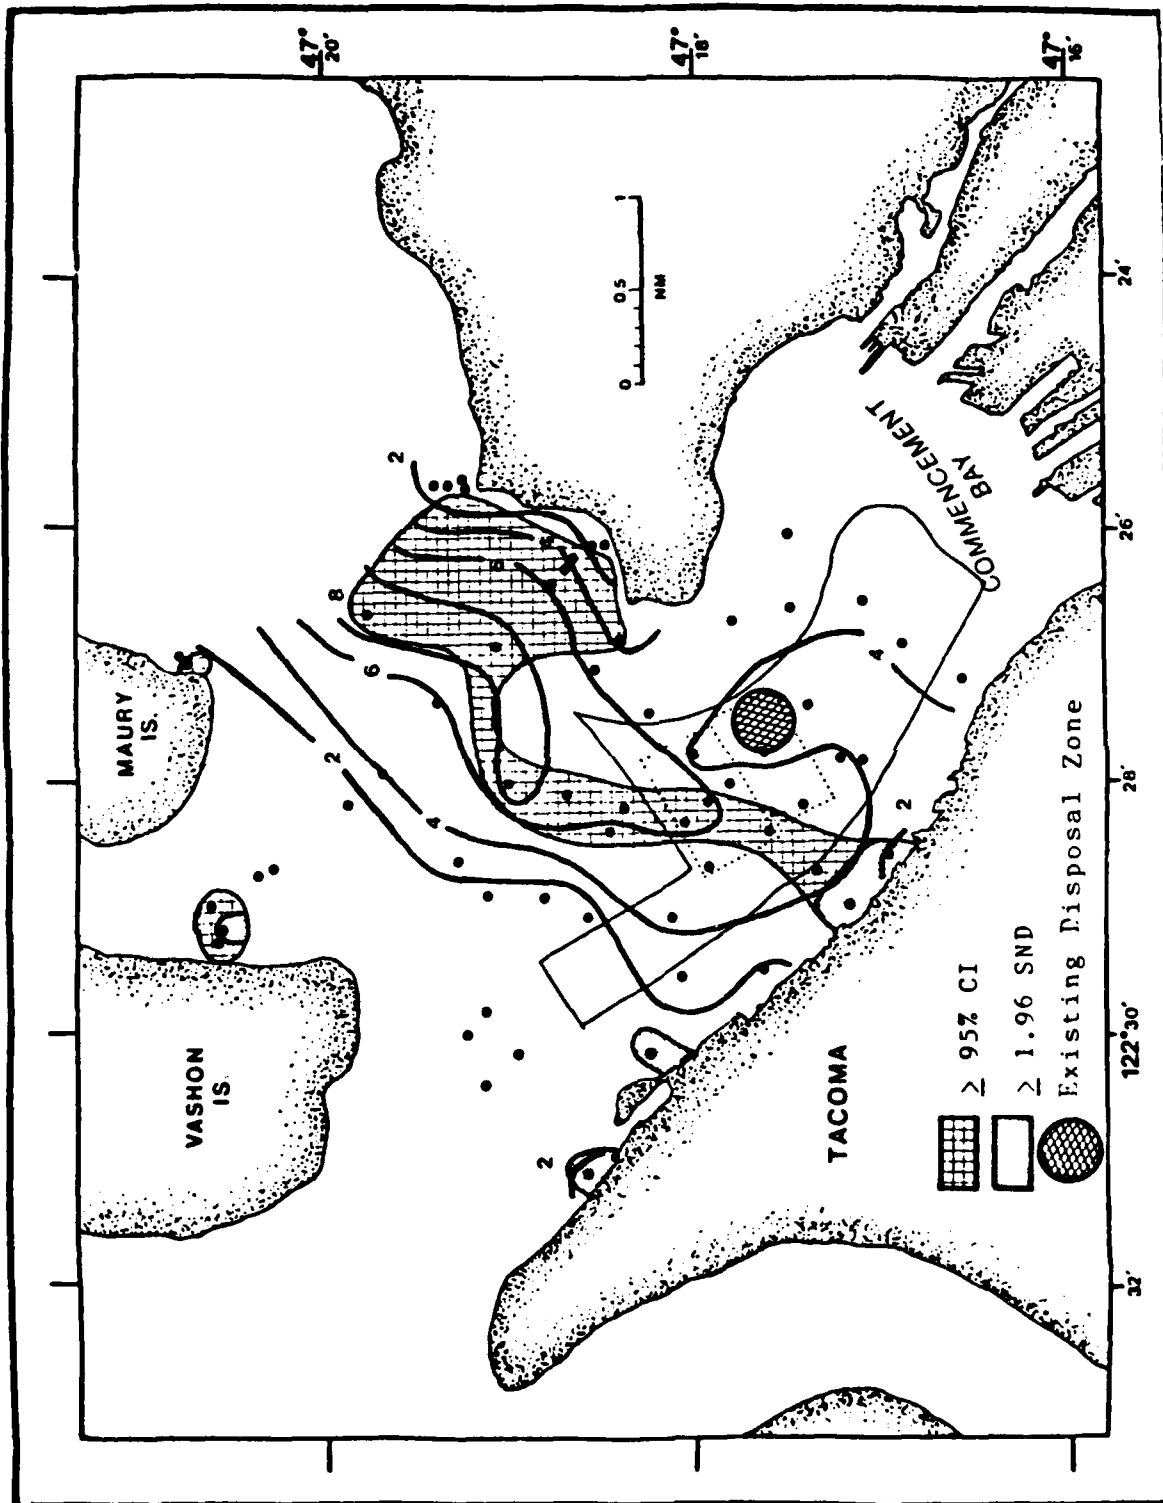 47°
20'
47°
18'
47°
16'
MAURY
IS.
VASHON
IS
TACOMA
COMMENCEMENT
BAY
0
0.5
1
NM
2
8
6
6
2
4
4
2
2
24'
26'
28'
122°30'
32'
≥ 95% CI
≥ 1.96 SND
Existing Disposal Zone